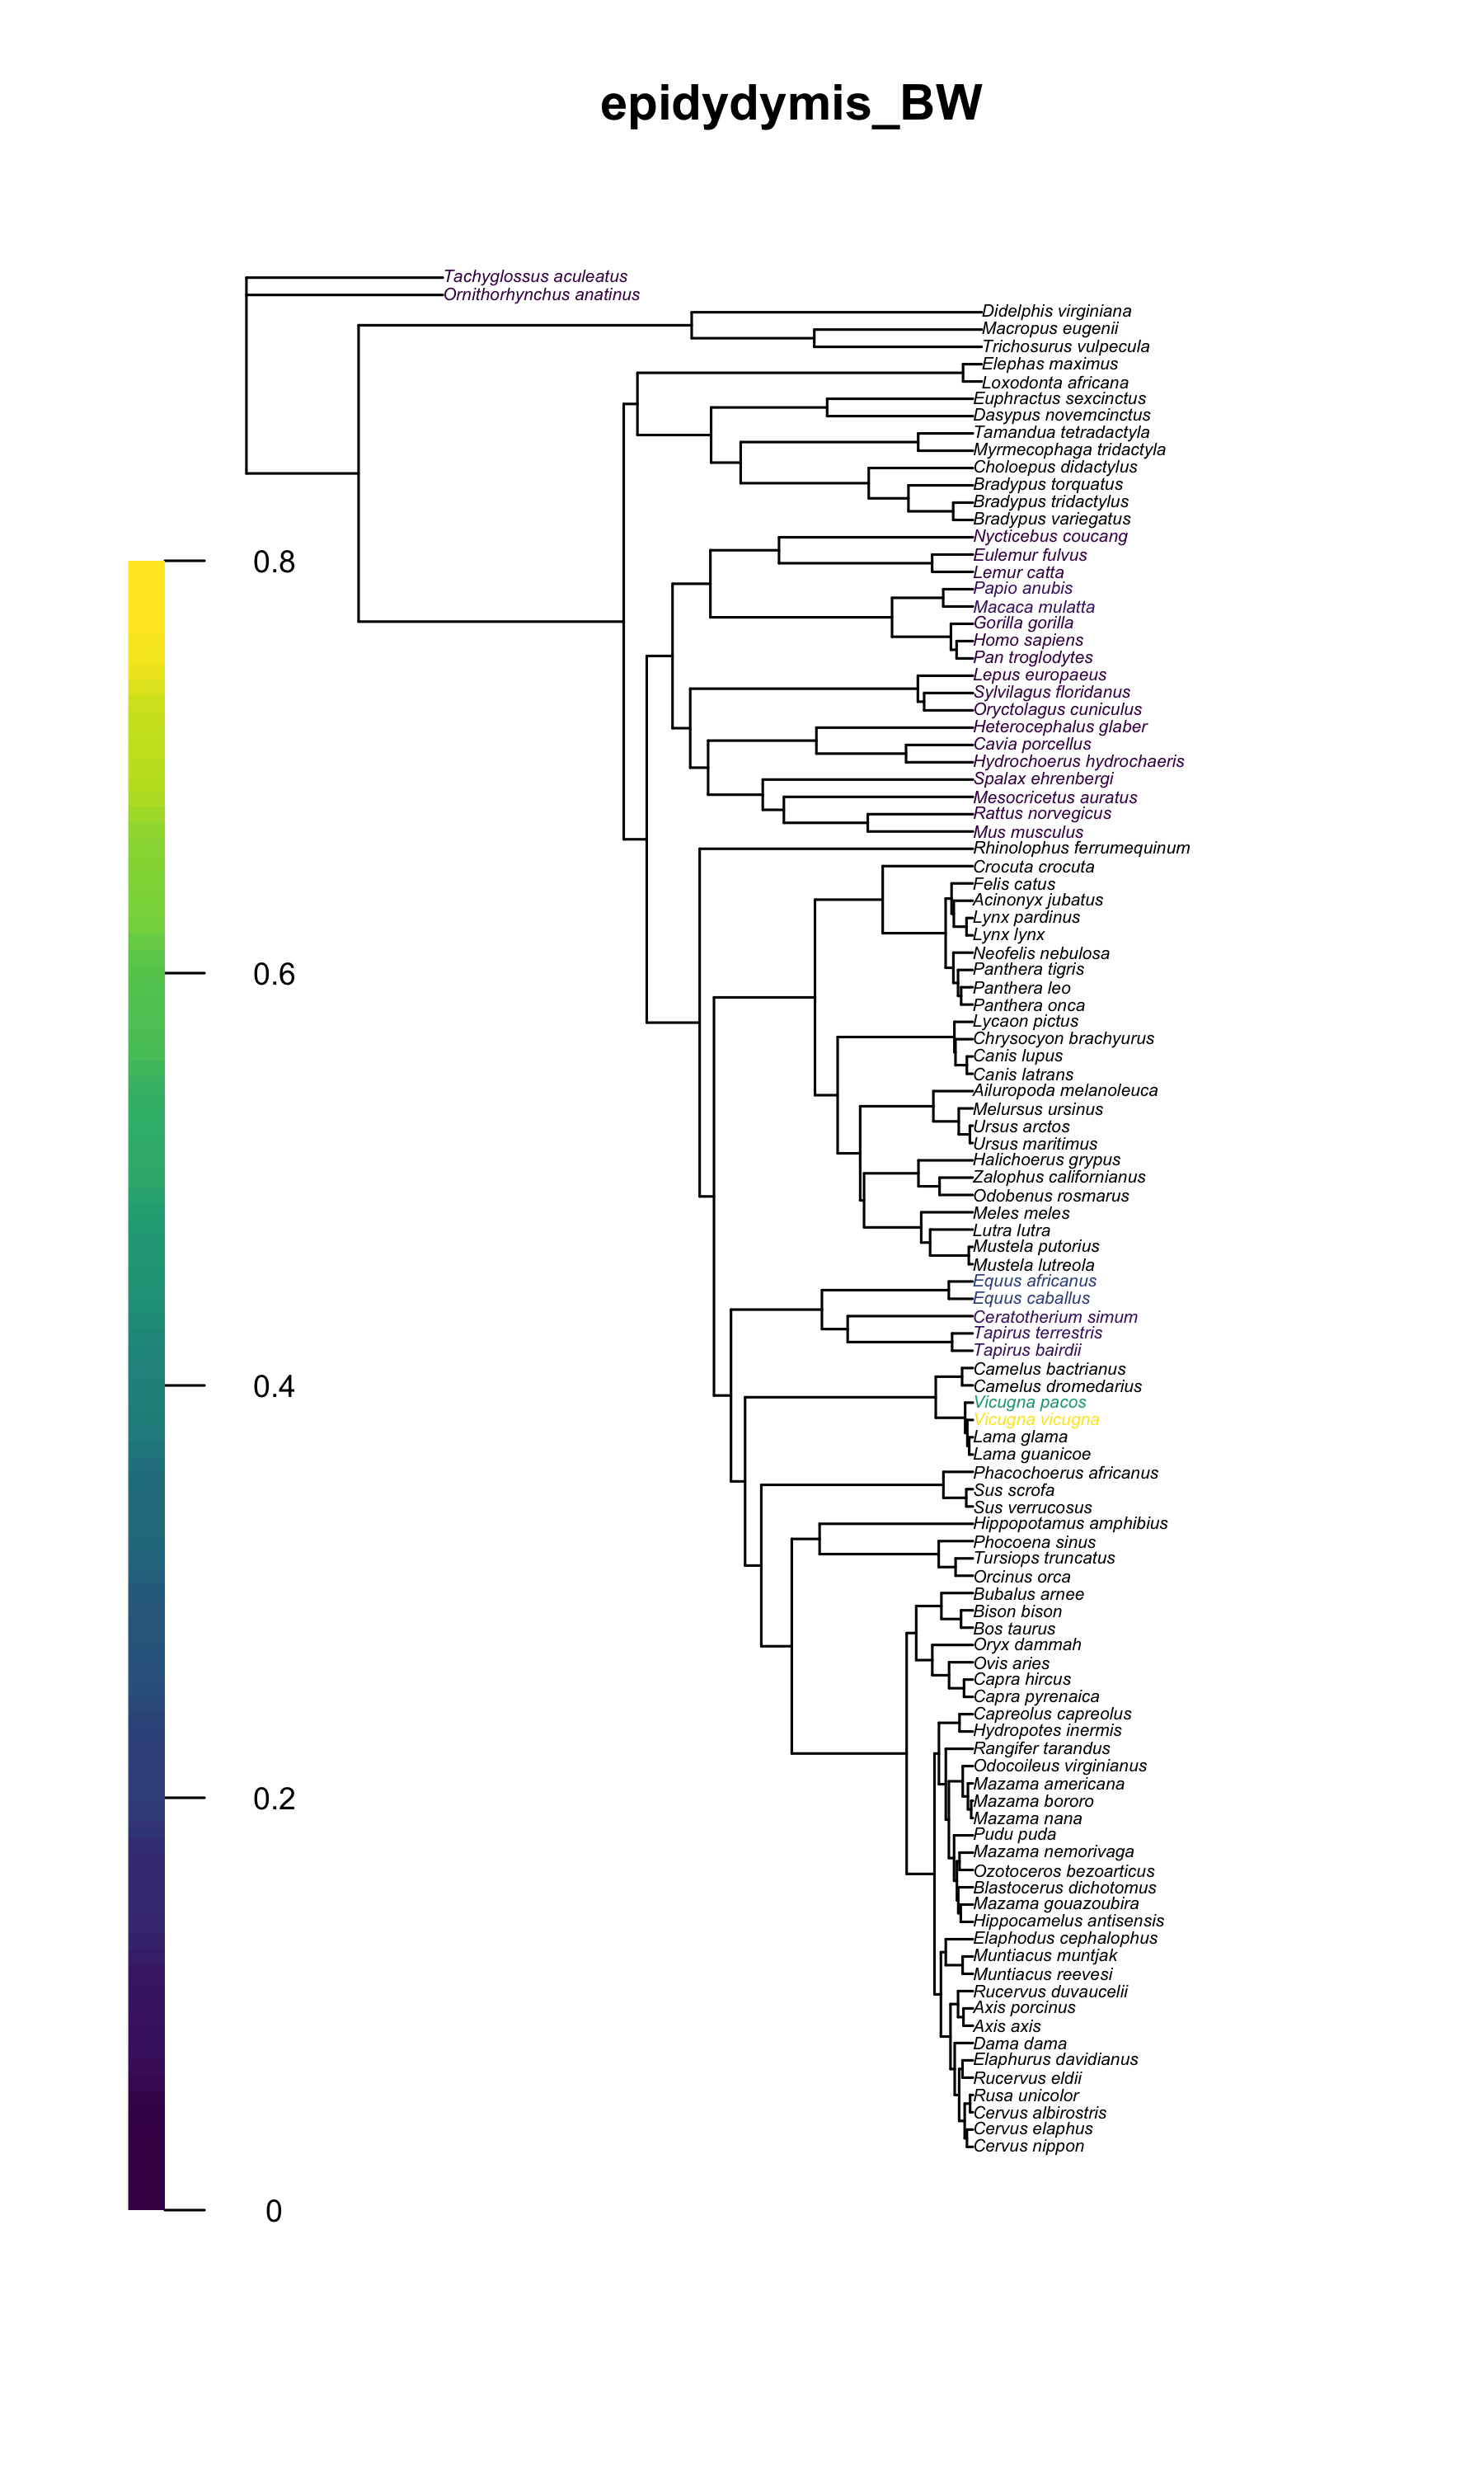 epidydymis_BW
Tachyglossus aculeatus
Ornithorhynchus anatinus
Didelphis virginiana
Macropus eugenii
Trichosurus vulpecula
Elephas maximus
Loxodonta africana
Euphractus sexcinctus
Dasypus novemcinctus
Tamandua tetradactyla
Myrmecophaga tridactyla
Choloepus didactylus
Bradypus torquatus
Bradypus tridactylus
Bradypus variegatus
Nycticebus coucang
Eulemur fulvus
Lemur catta
Papio anubis
Macaca mulatta
Gorilla gorilla
Homo sapiens
Pan troglodytes
Lepus europaeus
Sylvilagus floridanus
Oryctolagus cuniculus
Heterocephalus glaber
Cavia porcellus
Hydrochoerus hydrochaeris
Spalax ehrenbergi
Mesocricetus auratus
Rattus norvegicus
Mus musculus
Rhinolophus ferrumequinum
Crocuta crocuta
Felis catus
Acinonyx jubatus
Lynx pardinus
Lynx lynx
Neofelis nebulosa
Panthera tigris
Panthera leo
Panthera onca
Lycaon pictus
Chrysocyon brachyurus
Canis lupus
Canis latrans
Ailuropoda melanoleuca
Melursus ursinus
Ursus arctos
Ursus maritimus
Halichoerus grypus
Zalophus californianus
Odobenus rosmarus
Meles meles
Lutra lutra
Mustela putorius
Mustela lutreola
Equus africanus
Equus caballus
Ceratotherium simum
Tapirus terrestris
Tapirus bairdii
Camelus bactrianus
Camelus dromedarius
Vicugna pacos
Vicugna vicugna
Lama glama
Lama guanicoe
Phacochoerus africanus
Sus scrofa
Sus verrucosus
Hippopotamus amphibius
Phocoena sinus
Tursiops truncatus
Orcinus orca
Bubalus arnee
Bison bison
Bos taurus
Oryx dammah
Ovis aries
Capra hircus
Capra pyrenaica
Capreolus capreolus
Hydropotes inermis
Rangifer tarandus
Odocoileus virginianus
Mazama americana
Mazama bororo
Mazama nana
Pudu puda
Mazama nemorivaga
Ozotoceros bezoarticus
Blastocerus dichotomus
Mazama gouazoubira
Hippocamelus antisensis
Elaphodus cephalophus
Muntiacus muntjak
Muntiacus reevesi
Rucervus duvaucelii
Axis porcinus
Axis axis
Dama dama
Elaphurus davidianus
Rucervus eldii
Rusa unicolor
Cervus albirostris
Cervus elaphus
Cervus nippon
0.8
0.6
0.4
0.2
0